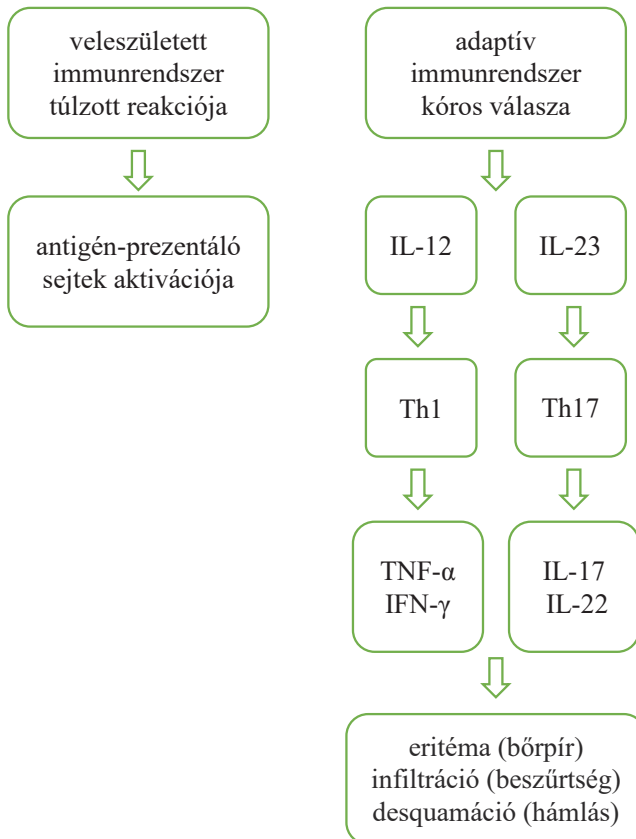 veleszületett
immunrendszer
túlzott reakciója
antigén-prezentáló
sejtek aktivációja
adaptív
immunrendszer
kóros válasza
IL-12
IL-23
Th1
Th17
TNF-α
IFN-γ
IL-17
IL-22
eritéma (bőrpír)
infiltráció (beszűrtség)
desquamáció (hámlás)